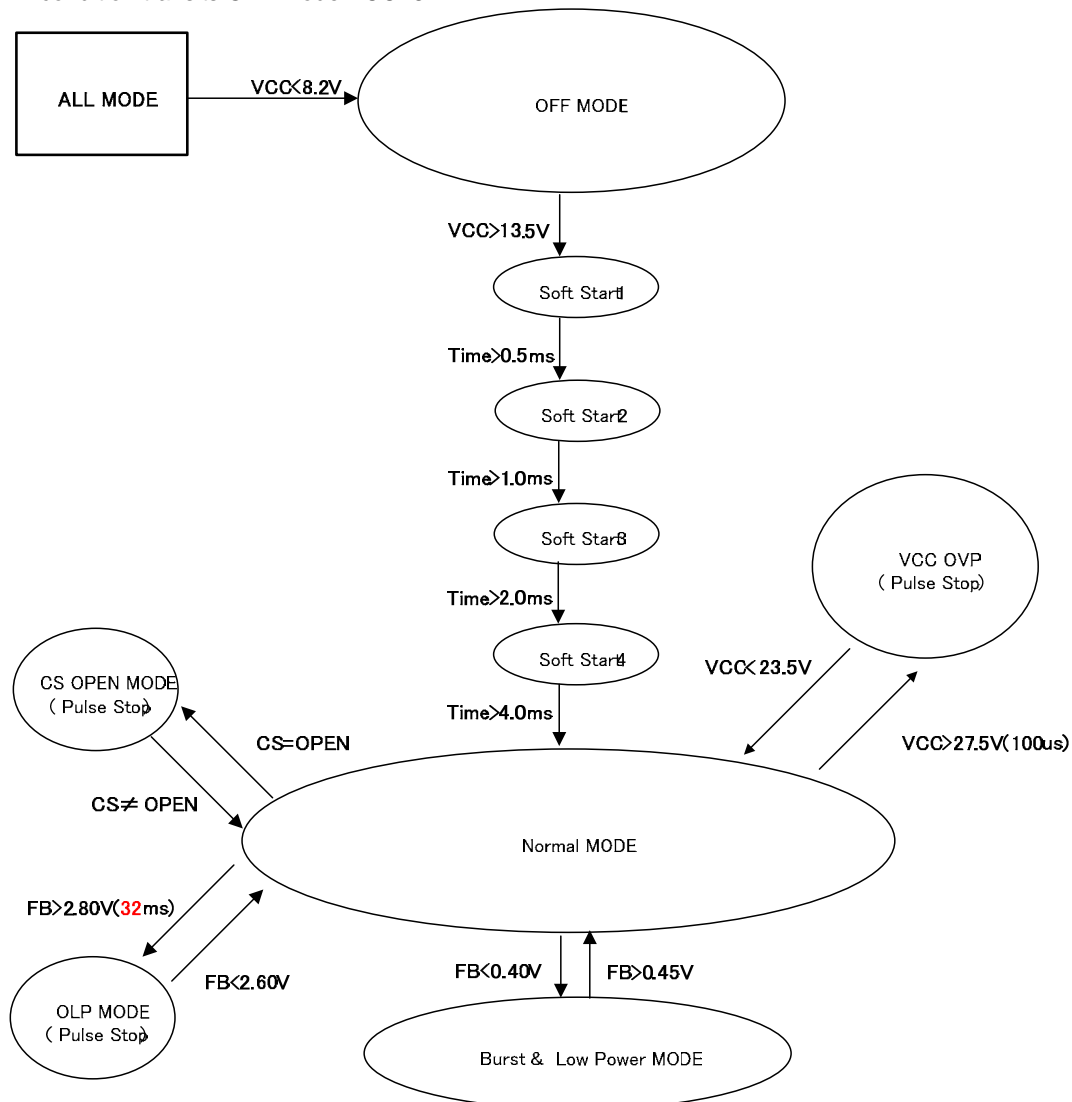 ALL MODE
VCC<8.2V
OFF MODE
VCC>13.5V
Soft Start1
Time>0.5ms
Soft Start2
Time>1.0ms
Soft Start3
Time>2.0ms
Soft Start4
Time>4.0ms
VCC OVP
( Pulse Stop)
VCC<23.5V
VCC>27.5V(100us)
CS OPEN MODE
( Pulse Stop)
CS=OPEN
CS≠ OPEN
Normal MODE
FB>2.80V(32ms)
FB<2.60V
OLP MODE
( Pulse Stop)
FB<0.40V
FB>0.45V
Burst & Low Power MODE